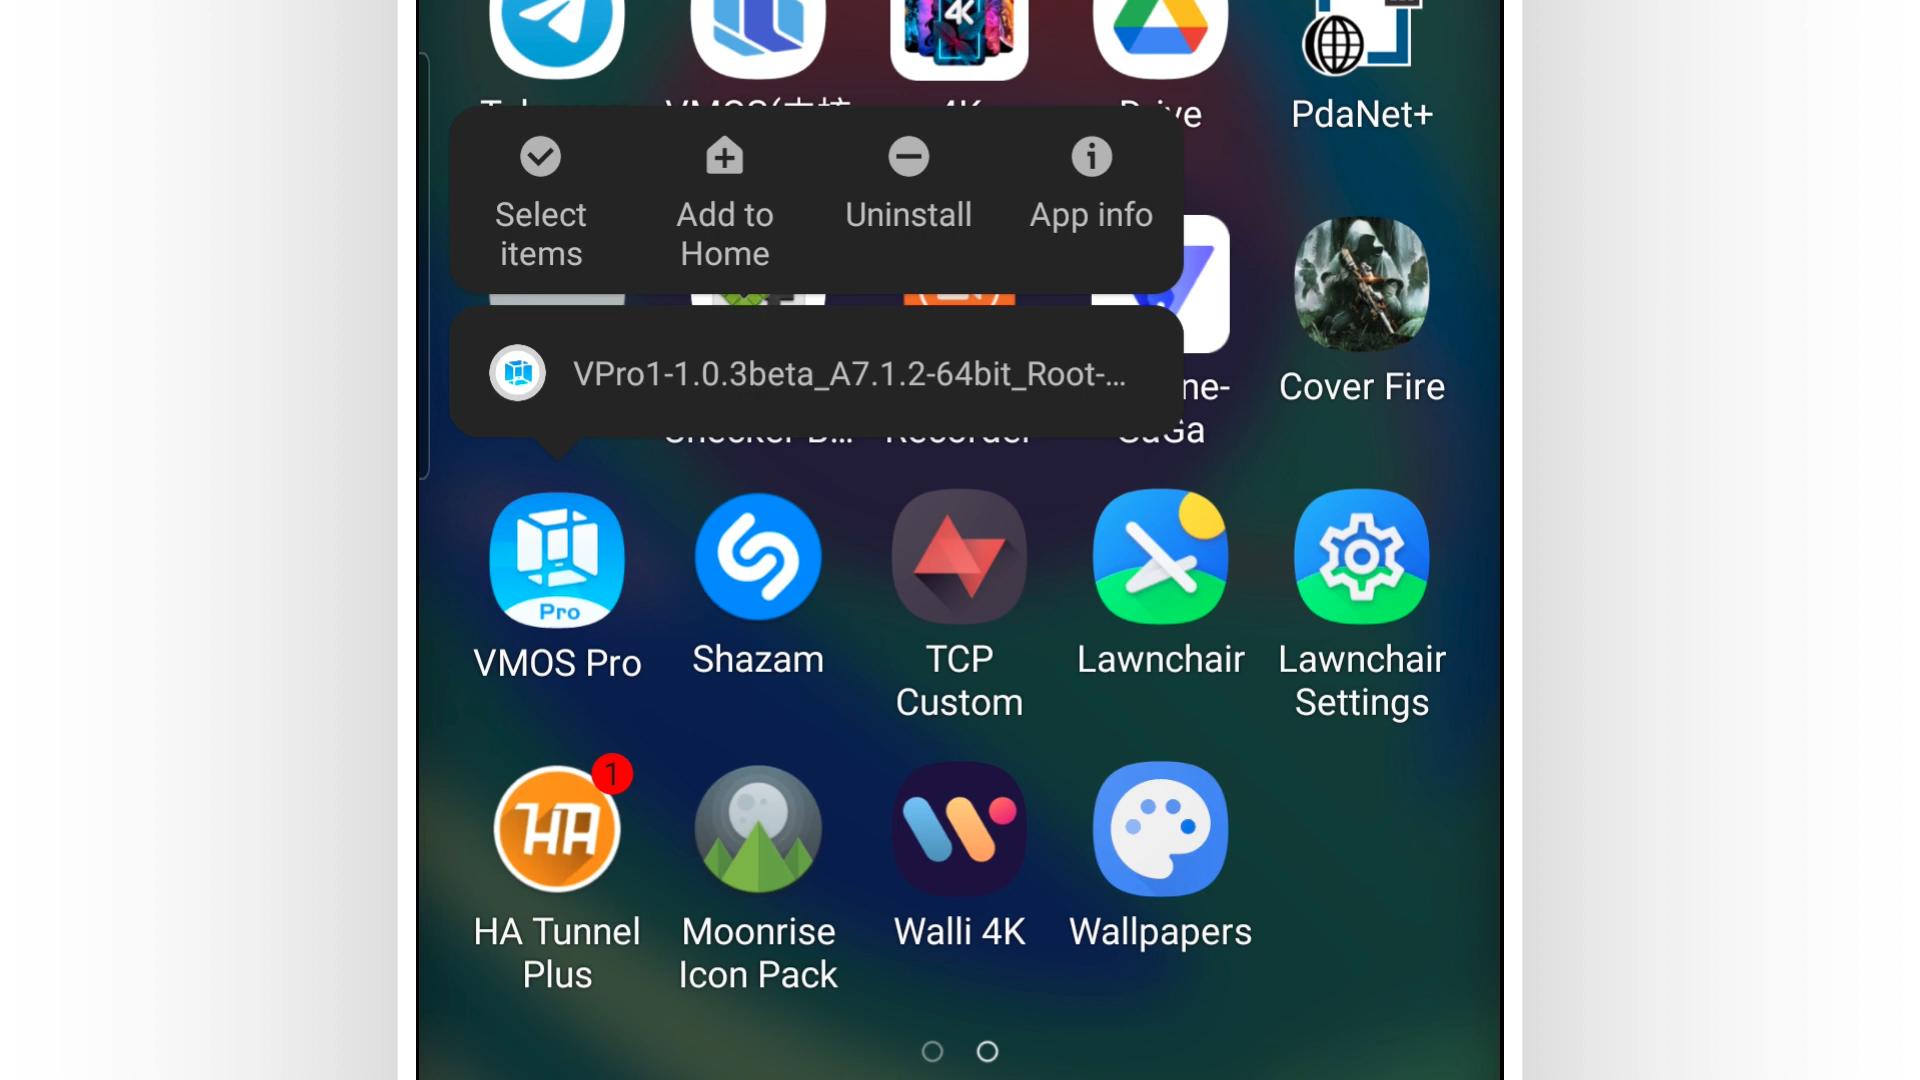 4K
PdaNet+
Select
items
Add to
Home
Uninstall
App info
VPro1-1.0.3beta_A7.1.2-64bit_Root-...
Cover Fire
Pro
VMOS Pro
Shazam
TCP
Custom
Lawnchair
Lawnchair
Settings
1
HA
HA Tunnel
Plus
Moonrise
Icon Pack
Walli 4K
Wallpapers